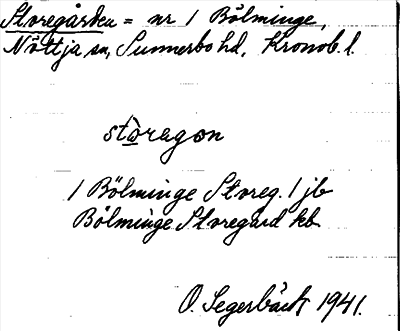 Storegården = nr 1 Bölminge,
Nöttja sn, Sunnerbo hd, Kronob. l.
stòragon
1 Bölminge Storeg. 1 jb
Bölminge Storegård kb
O. Segerbäck 1941.